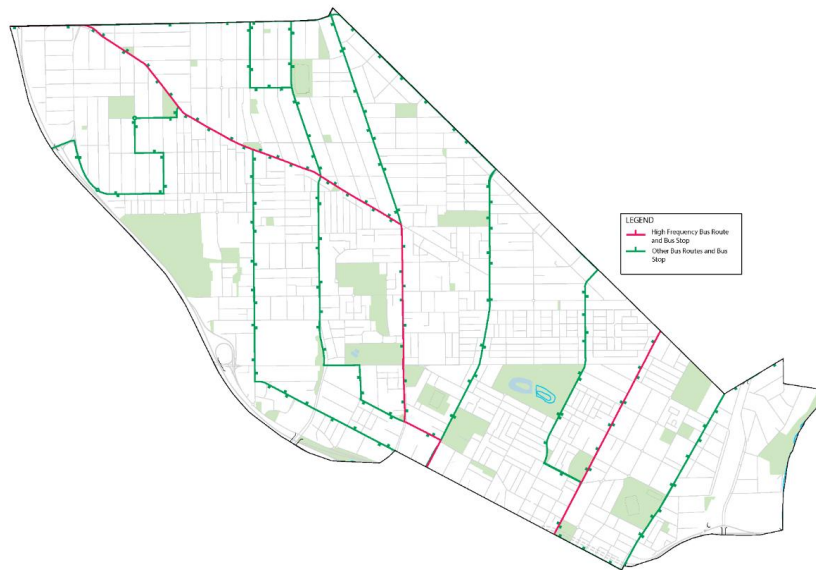 LEGEND
High Frequency Bus Route
and Bus Stop
Other Bus Routes and Bus
Stop